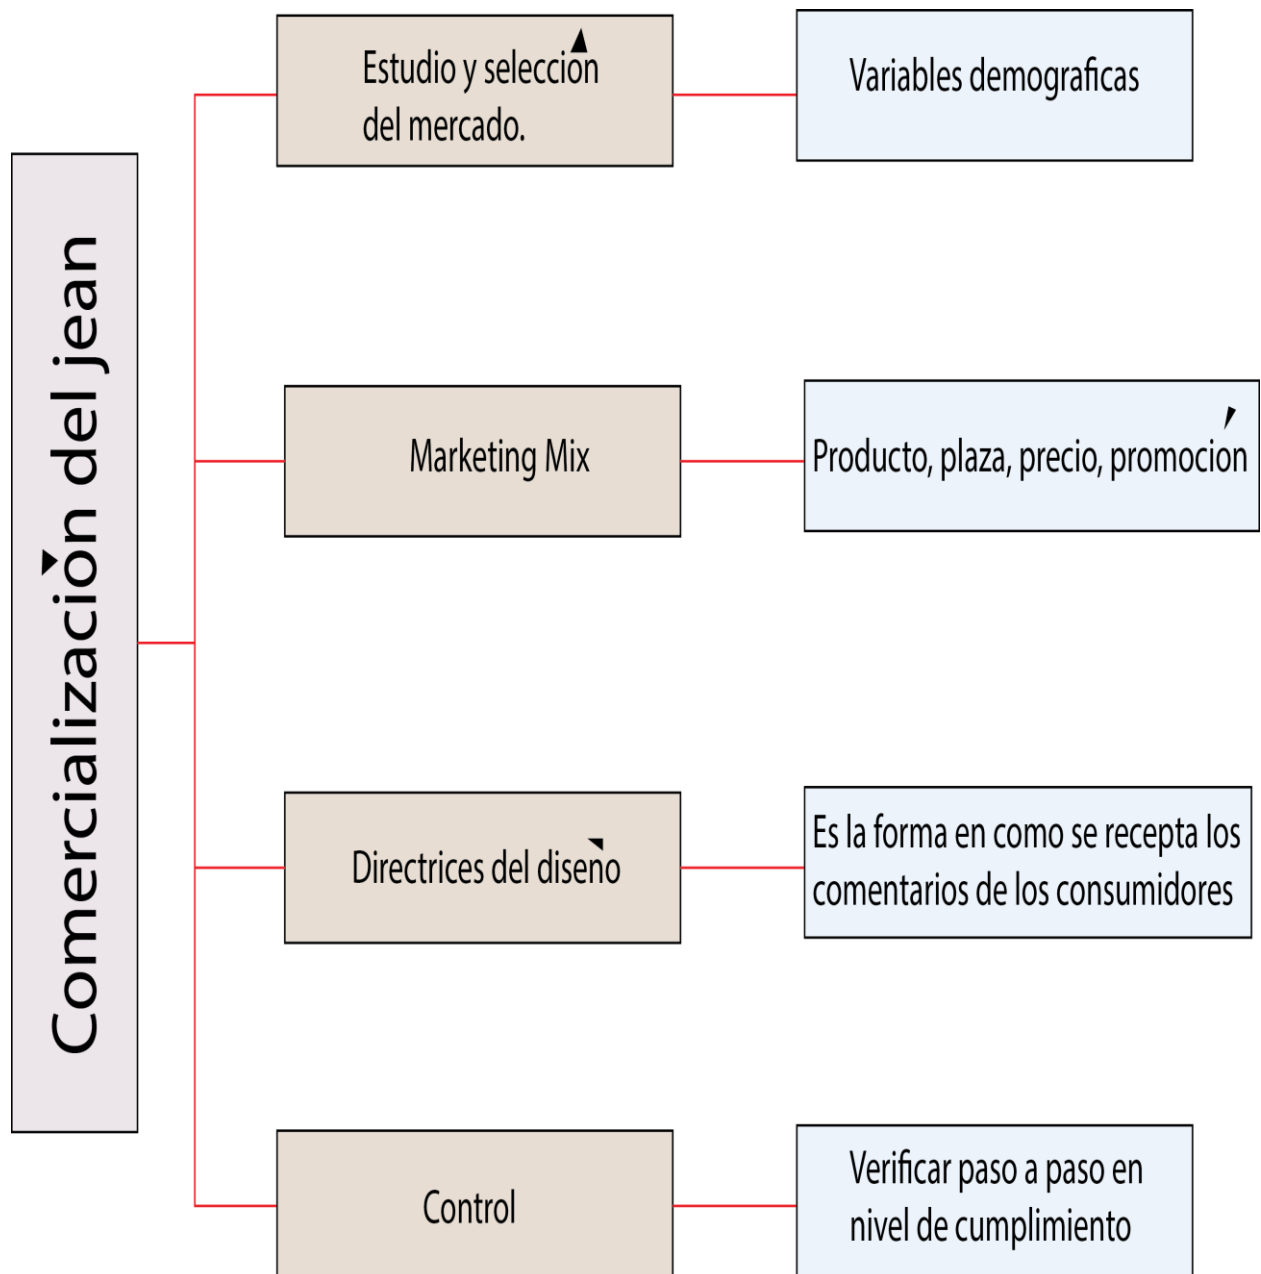 Comercialización del jean
Estudio y selección
del mercado.
Variables demograficas
Marketing Mix
Producto, plaza, precio, promoción
Directrices del diseño
Es la forma en como se recepta los
comentarios de los consumidores
Control
Verificar paso a paso en
nivel de cumplimiento